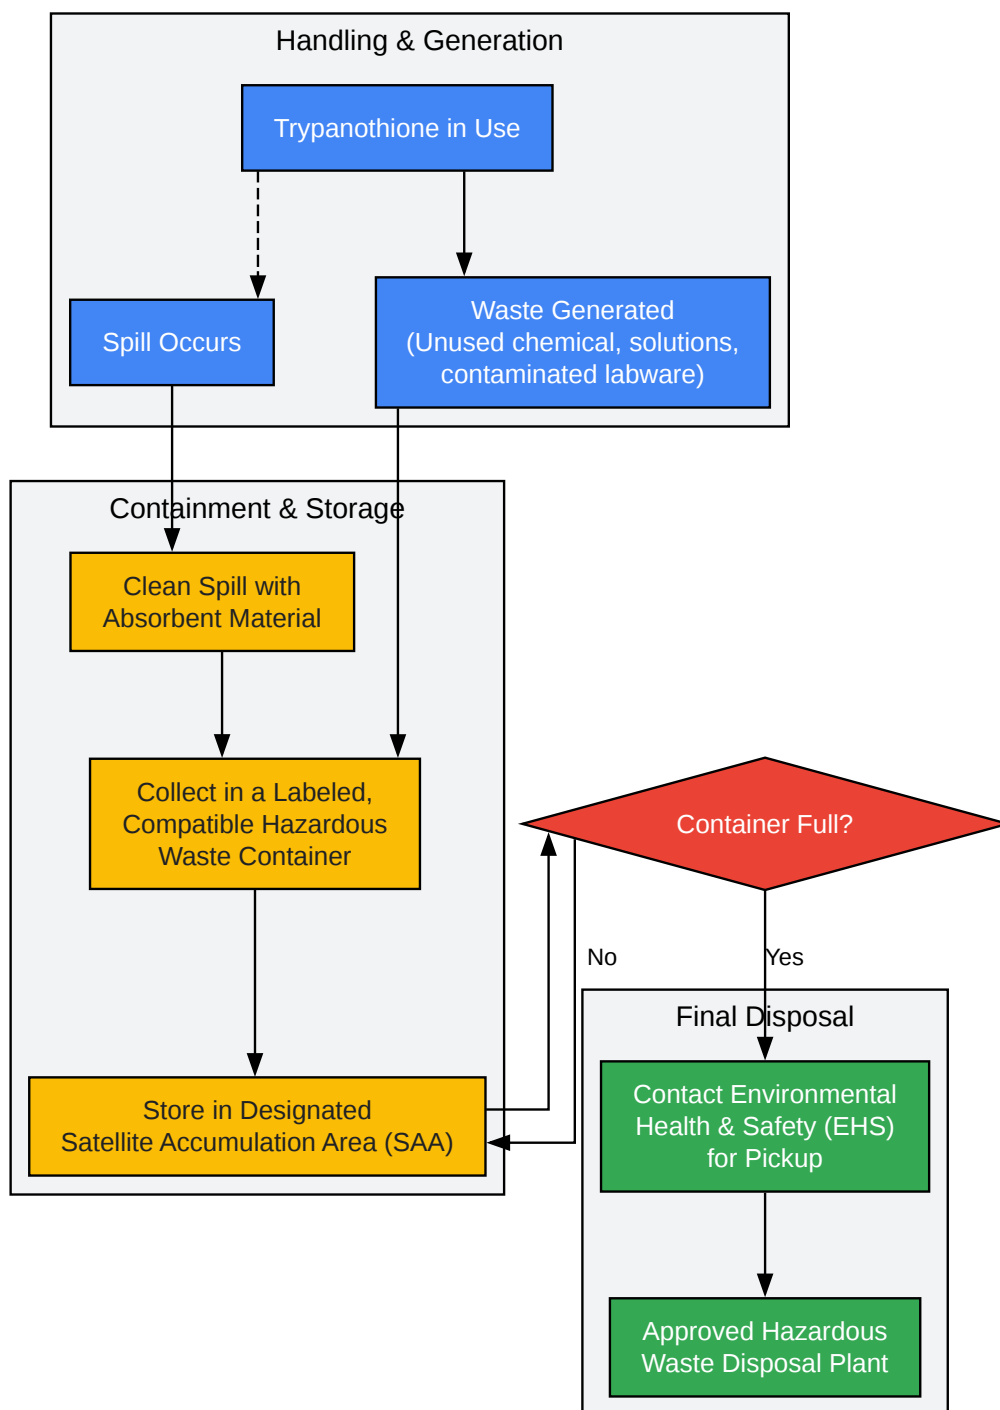 Handling & Generation
Trypanothione in Use
Spill Occurs
Waste Generated
(Unused chemical, solutions,
contaminated labware)
Containment & Storage
Clean Spill with
Absorbent Material
Collect in a Labeled,
Compatible Hazardous
Waste Container
Container Full?
No
Yes
Store in Designated
Satellite Accumulation Area (SAA)
Final Disposal
Contact Environmental
Health & Safety (EHS)
for Pickup
Approved Hazardous
Waste Disposal Plant